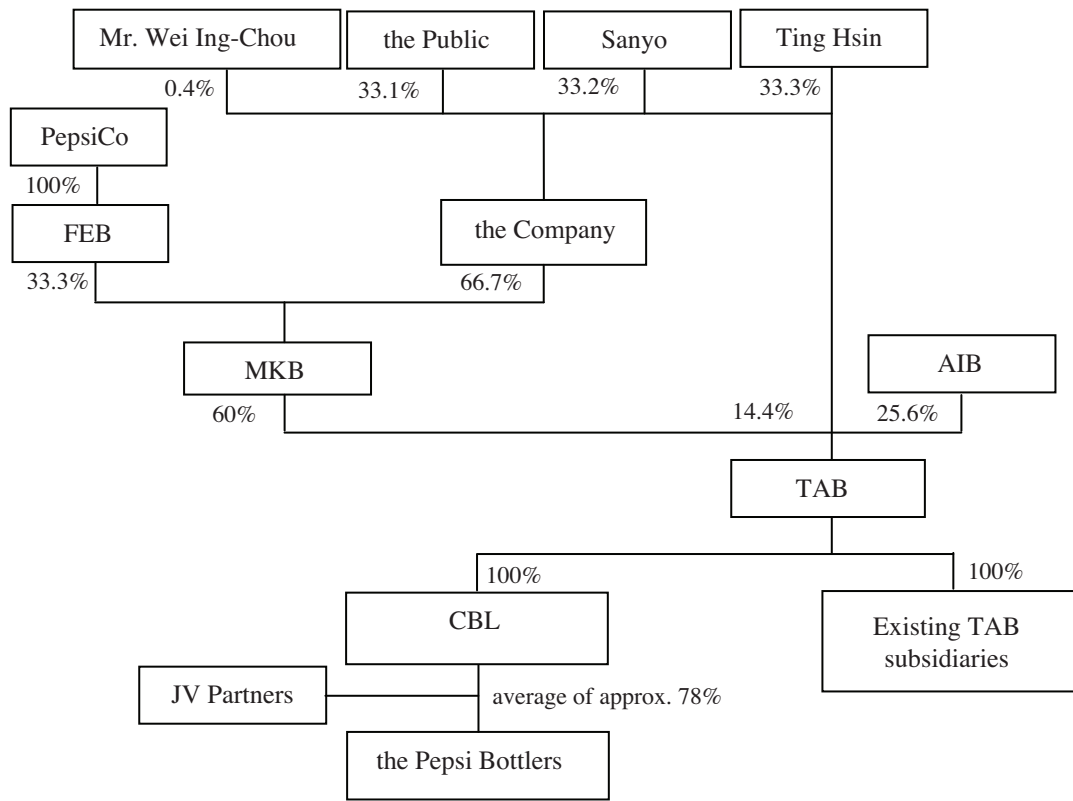 Mr. Wei Ing-Chou
the Public
Sanyo
Ting Hsin
0.4%
33.1%
33.2%
33.3%
PepsiCo
100%
FEB
the Company
33.3%
66.7%
MKB
AIB
60%
14.4%
25.6%
TAB
100%
100%
CBL
Existing TAB
subsidiaries
JV Partners
average of approx. 78%
the Pepsi Bottlers